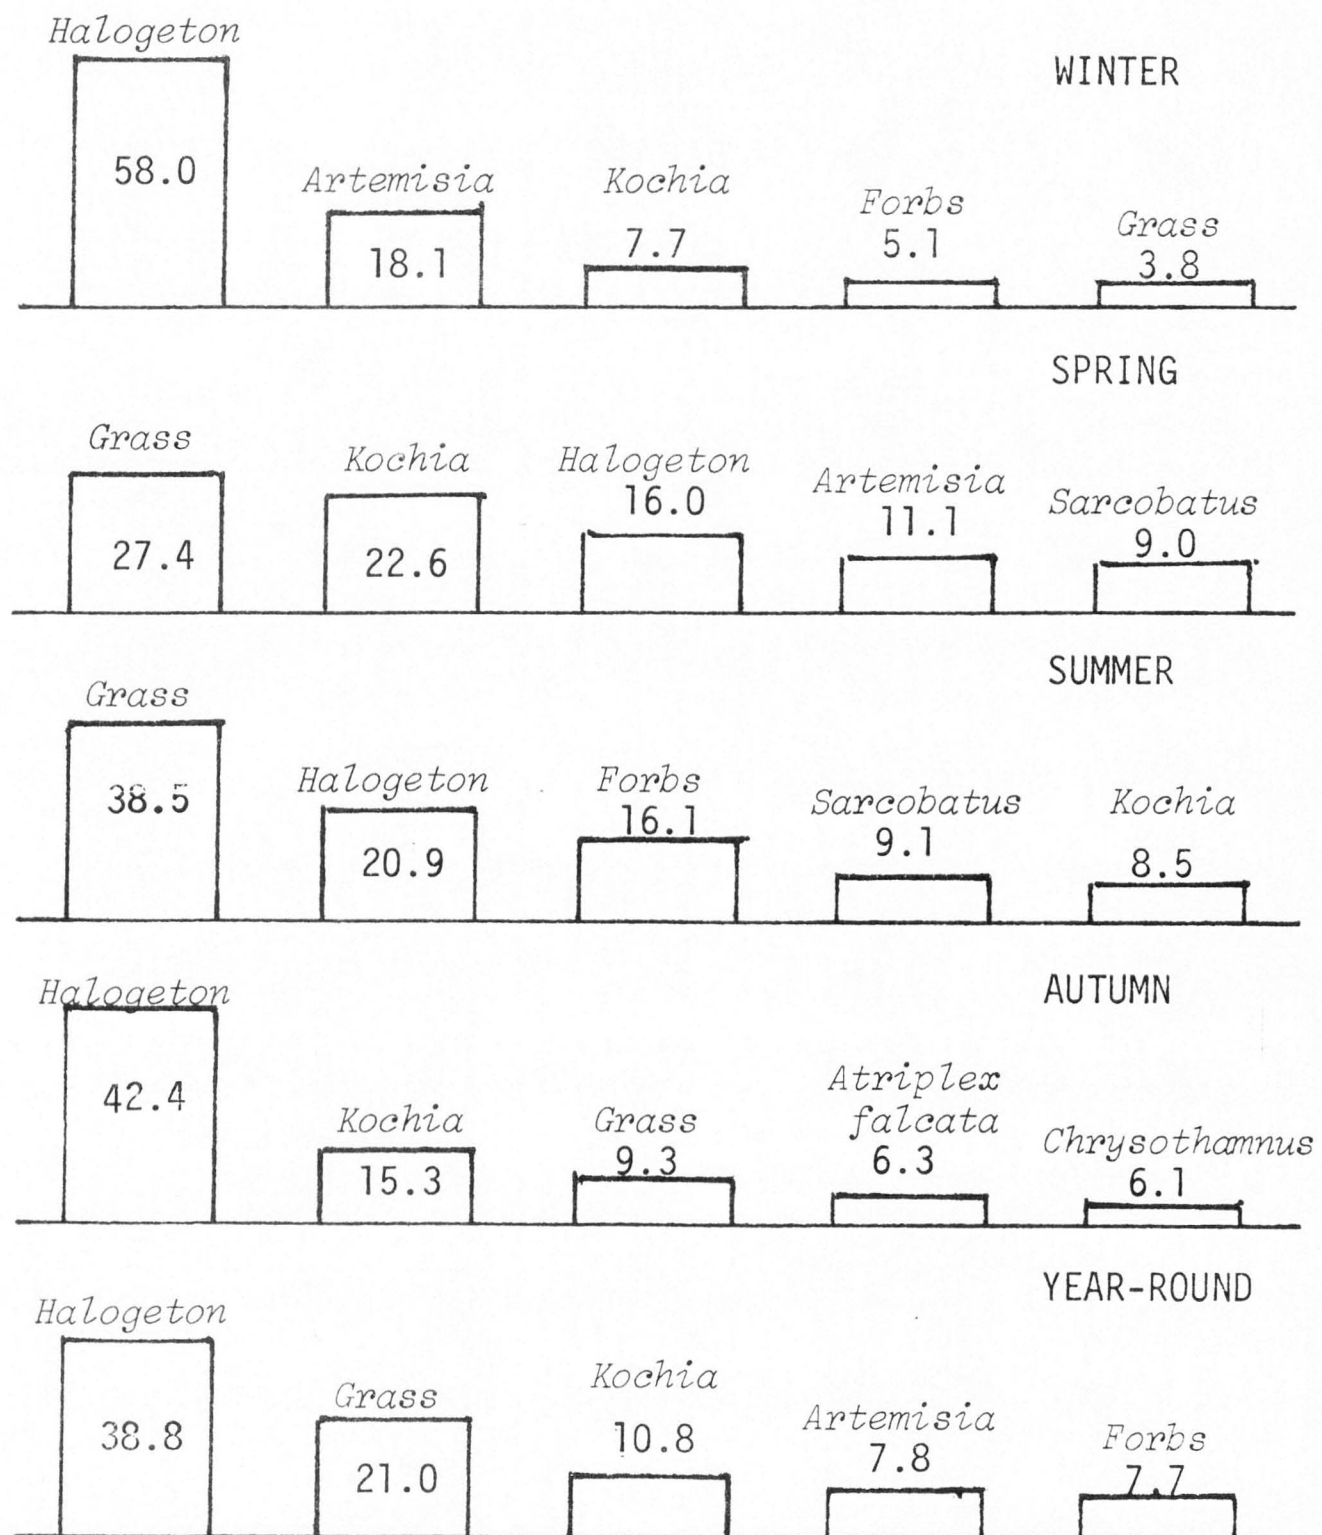 Halogeton
WINTER
58.0
Artemisia
18.1
Kochia
7.7
Forbs
5.1
Grass
3.8
SPRING
Grass
27.4
Kochia
22.6
Halogeton
16.0
Artemisia
11.1
Sarcobatus
9.0
SUMMER
Grass
38.5
Halogeton
20.9
Forbs
16.1
Sarcobatus
9.1
Kochia
8.5
AUTUMN
Halogeton
42.4
Kochia
15.3
Grass
9.3
Atriplex
falcata
6.3
Chrysothamnus
6.1
YEAR-ROUND
Halogeton
38.8
Grass
21.0
Kochia
10.8
Artemisia
7.8
Forbs
7.7